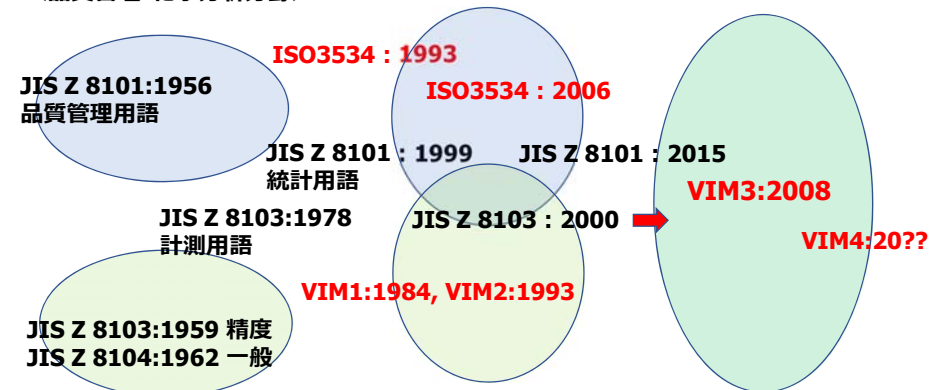 ISO3534：1993
JIS Z 8101:1956
品質管理用語
ISO3534：2006
JIS Z 8101：1999
統計用語
JIS Z 8101：2015
VIM3:2008
JIS Z 8103:1978
計測用語
JIS Z 8103：2000
VIM4:20??
VIM1:1984, VIM2:1993
JIS Z 8103:1959 精度
JIS Z 8104:1962 一般